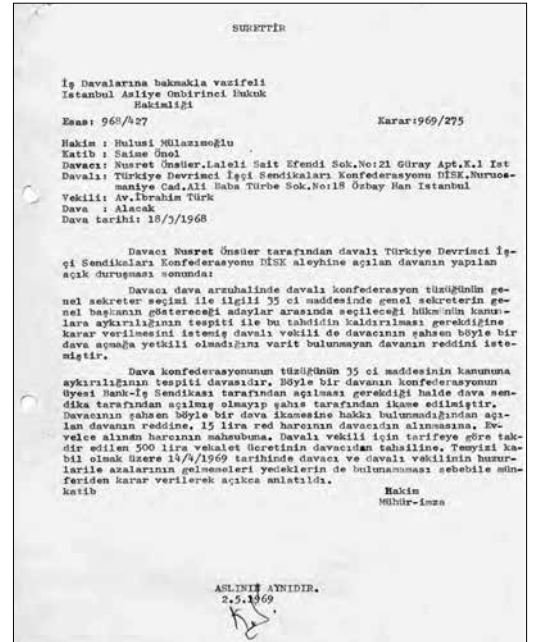 SURETTİR
İş Davalarına bakmakla vazifeli
Istanbul Asliye Onbirinci Hukuk
Hakimliği
Esas: 968/427 Karar:969/275
Hakim : Hulusi Mülazımoğlu
Katib : Saime Önol
Davacı: Nusret Önsüer.Laleli Sait Efendi Sok.No:21 Güray Apt.K.1 Ist
Davalı: Türkiye Devrimci İşçi Sendikaları Konfederasyonu DİSK.Nuruos-
maniye Cad.Ali Baba Türbe Sok.No:18 Özbay Han Istanbul
Vekili: Av.İbrahim Türk
Dava : Alacak
Dava tarihi: 18/3/1968
Davacı Nusret Önsüer tarafından davalı Türkiye Devrimci İş-
çi Sendikaları Konfederasyonu DİSK aleyhine açılan davanın yapılan
açık duruşması sonunda:
Davacı dava arzuhalinde davalı konfederasyon tüzüğünün ge-
nel sekreter seçimi ile ilgili 35 ci maddesinde genel sekreterin ge-
nel başkanın göstereceği adaylar arasında seçileceği hükmünün kanun-
lara aykırılığının tespiti ile bu tahdidin kaldırılması gerekdiğine
karar verilmesini istemiş davalı vekili de davacının şahsen böyle bir
dava açmağa yetkili olmadığını varit bulunmayan davanın reddini iste-
miştir.
Dava konfederasyonunun tüzüğünün 35 ci maddesinin kanununa
aykırılığının tespiti davasıdır. Böyle bir davanın konfederasyonun
üyesi Bank-İş Sendikası tarafından açılması gerektiği halde dava sen-
dika tarafından açılmış olmayıp şahıs tarafından ikame edilmiştir.
Davacının şahsen böyle bir dava ikamesine hakkı bulunmadığından açı-
lan davanın reddine, 15 lira red harcının davacıdan alınmasına. Ev-
velce alınan harcının mahsubuna. Davalı vekili için tarifeye göre tak-
dir edilen 500 lira vekalet ücretinin davacıdan tahsiline. Temyizi ka-
bil olmak üzere 14/4/1969 tarihinde davacı ve davalı vekilinin huzur-
larile azalarının gelmemeleri yedeklerin de bulunamaması sebebile mün-
feriden karar verilerek açıkca anlatıldı.
katib Hakim
Mühür-imza
ASLININ AYNIDIR.
2.5.1969